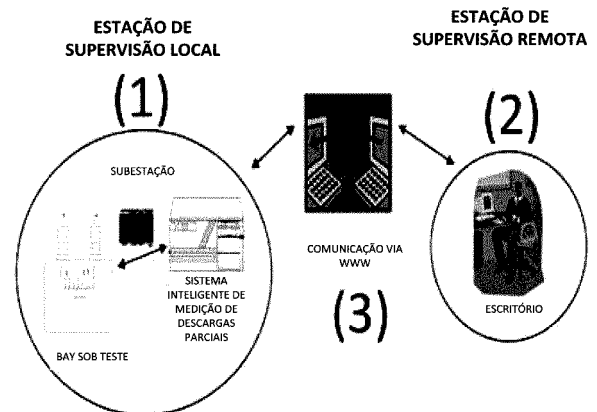 ESTAÇÃO DE
SUPERVISÃO LOCAL
(1)
SUBESTAÇÃO
SISTEMA
INTELIGENTE DE
MEDIÇÃO DE
DESCARGAS
PARCIAIS
BAY SOB TESTE
COMUNICAÇÃO VIA
WWW
(3)
ESTAÇÃO DE
SUPERVISÃO REMOTA
(2)
ESCRITÓRIO